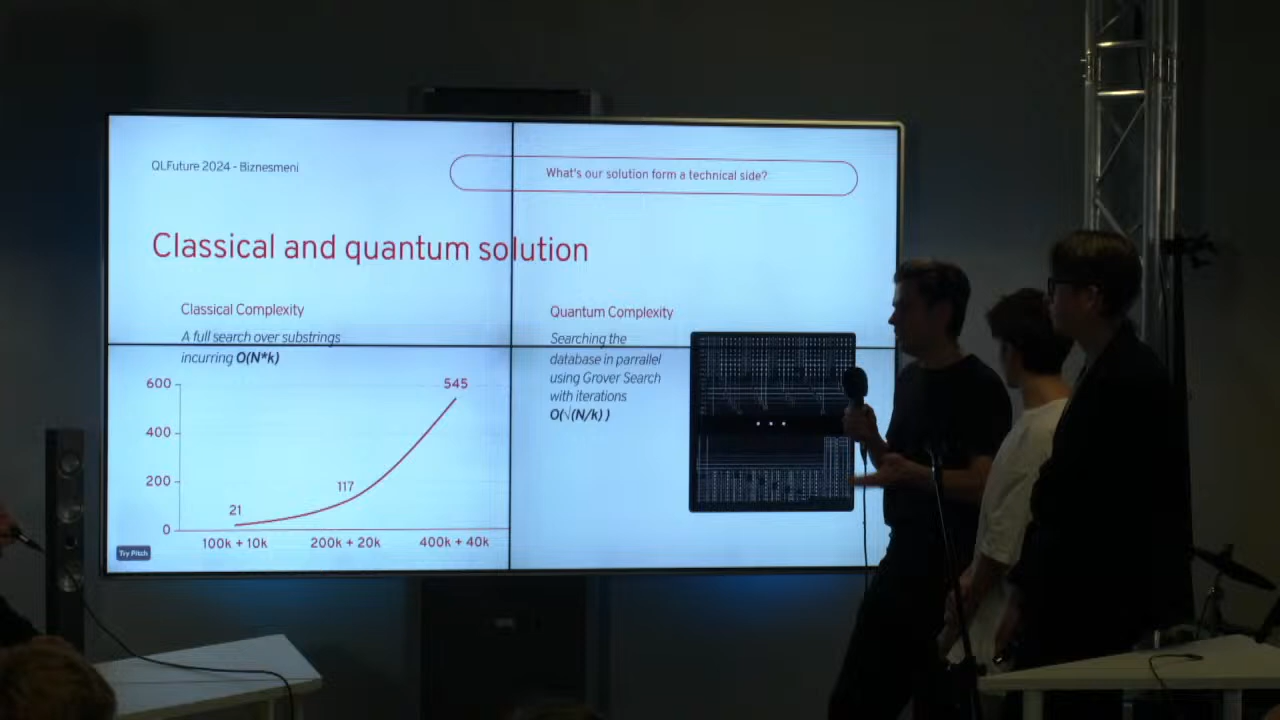 QLFuture 2024 - Biznesmeni
What's our solution form a technical side?
Classical and quantum solution
Classical Complexity
A full search over substrings
incurring O(N*k)
600
400
200
0
21
117
545
100k + 10k
200k + 20k
400k + 40k
Try Pitch
Quantum Complexity
Searching the
database in parrallel
using Grover Search
with iterations
O(√(N/k) )